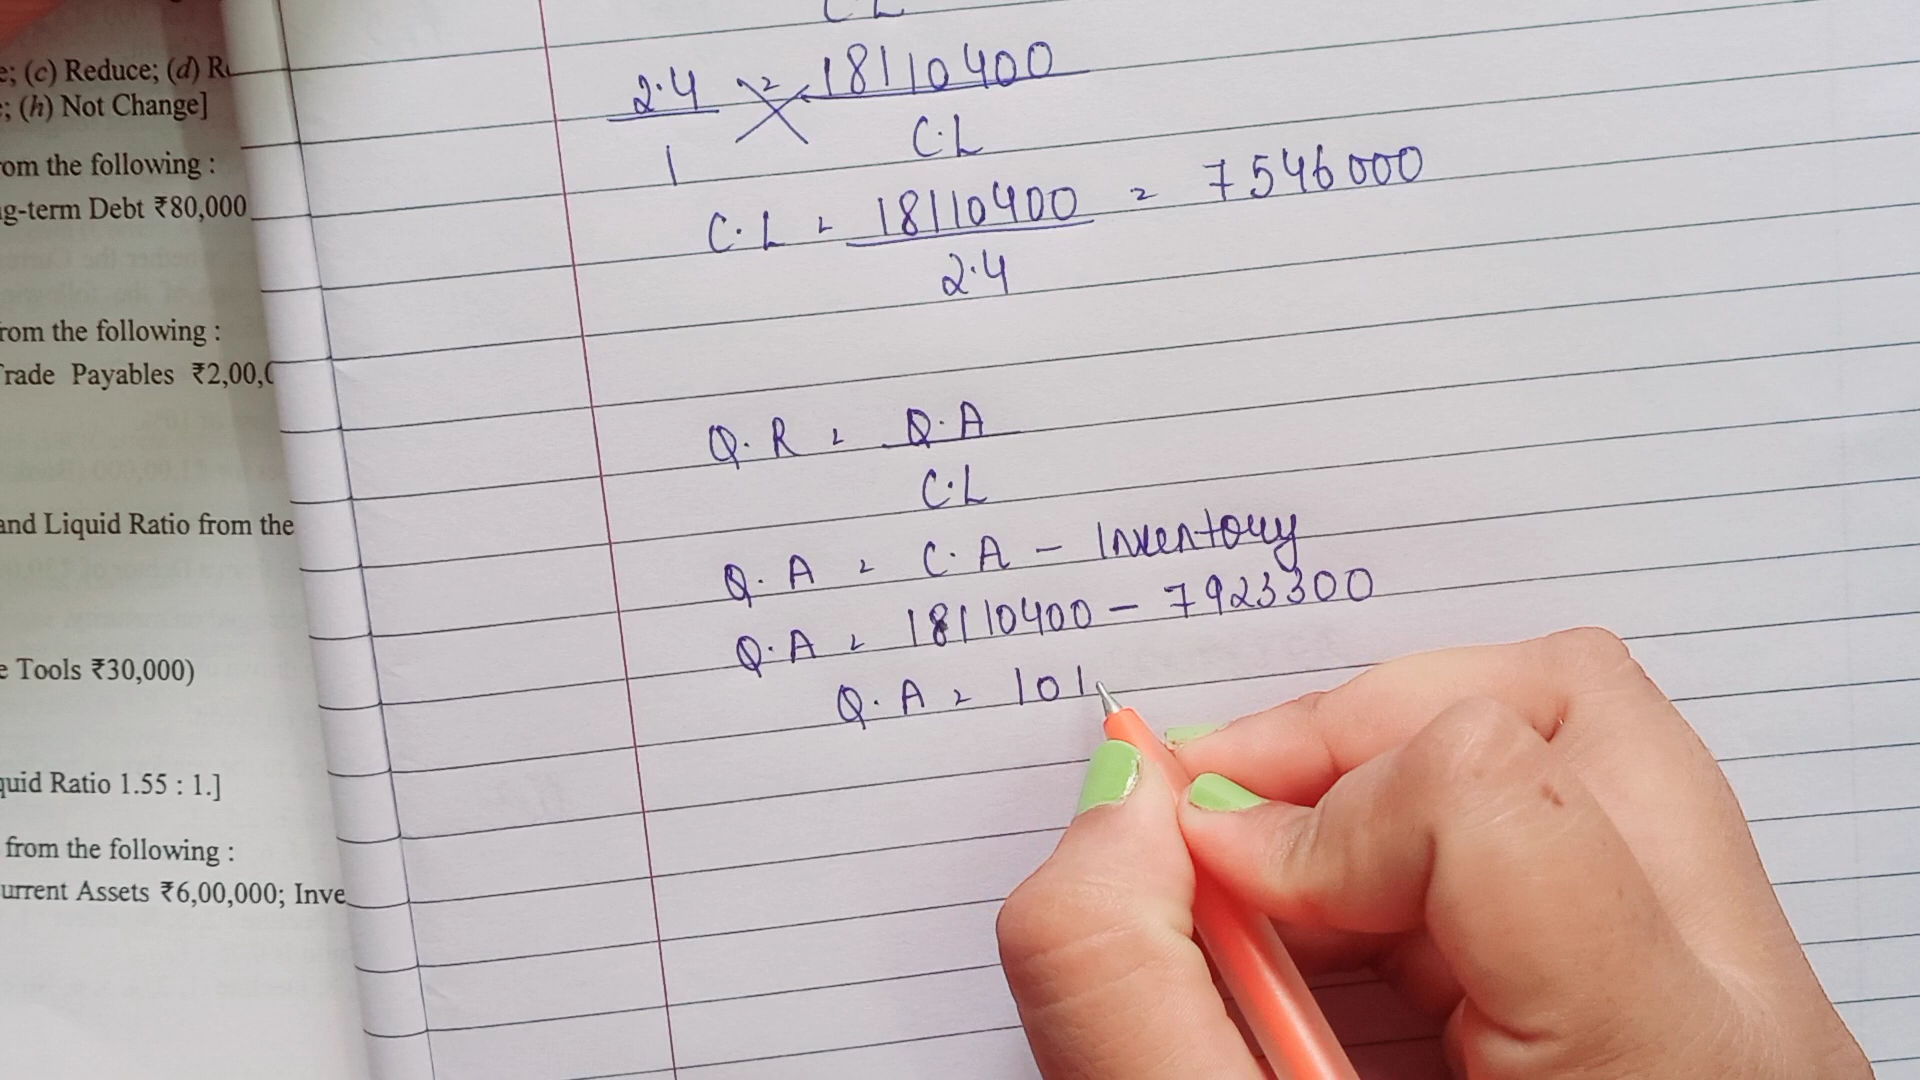 e; (c) Reduce; (d) R
; (h) Not Change]
om the following :
g-term Debt ₹80,000
rom the following :
Trade Payables ₹2,00,0
and Liquid Ratio from the
e Tools ₹30,000)
quid Ratio 1.55 : 1.]
from the following :
urrent Assets ₹6,00,000; Inve
C L
2.4 = 18110400
1 C.L
C.L = 18110400 = 7546000
2.4
Q.R = Q.A
C.L
Q.A = C.A - Inventory
Q.A = 18110400 - 7923300
Q.A = 101